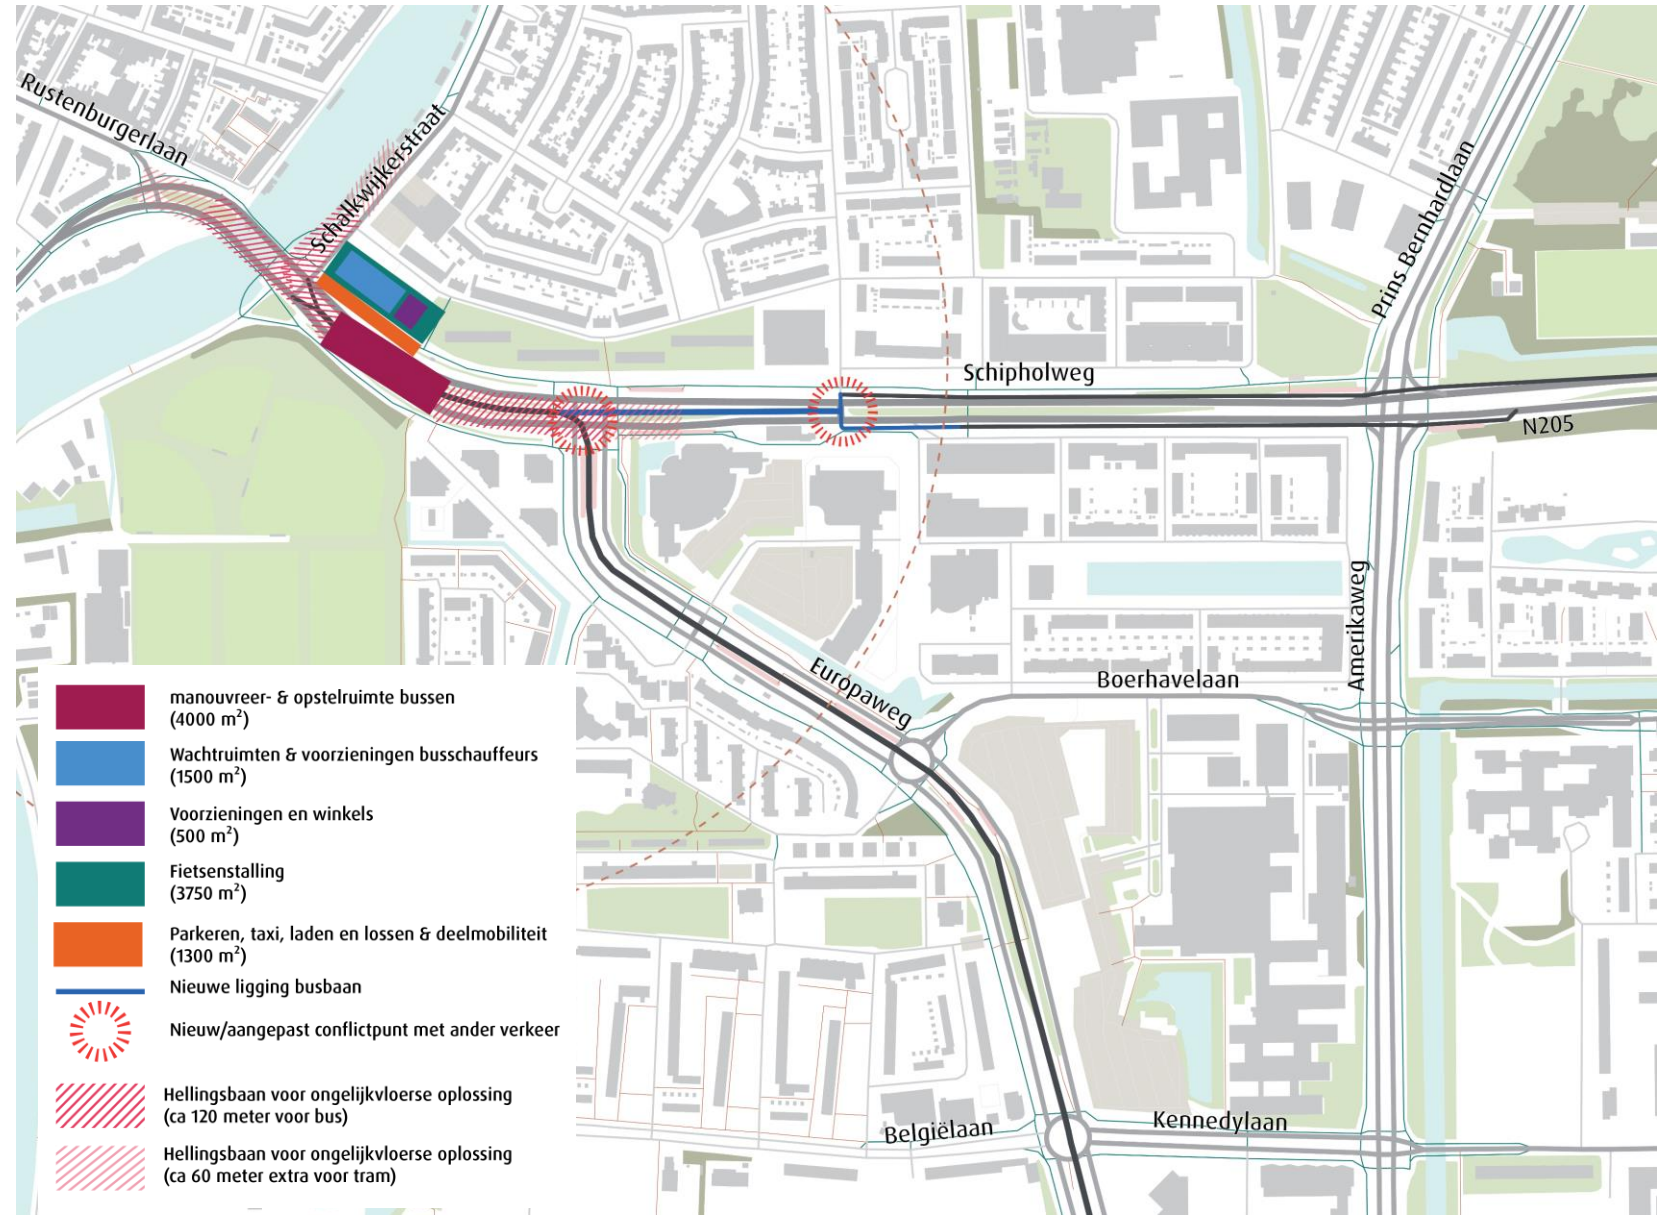 Rustenburgerlaan
Schalkwijkerstraat
Prins Bernhardlaan
Schipholweg
N205
Amerikaweg
Europaweg
Boerhavelaan
Belgiëlaan
Kennedylaan
manouvreer- & opstelruimte bussen
(4000 m²)
Wachtruimten & voorzieningen busschauffeurs
(1500 m²)
Voorzieningen en winkels
(500 m²)
Fietsenstalling
(3750 m²)
Parkeren, taxi, laden en lossen & deelmobiliteit
(1300 m²)
Nieuwe ligging busbaan
Nieuw/aangepast conflictpunt met ander verkeer
Hellingsbaan voor ongelijkvloerse oplossing
(ca 120 meter voor bus)
Hellingsbaan voor ongelijkvloerse oplossing
(ca 60 meter extra voor tram)